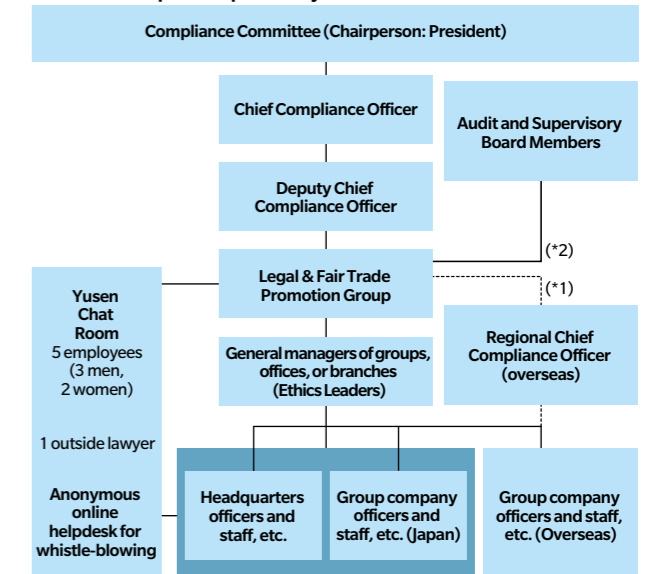 Compliance Committee (Chairperson: President)
Chief Compliance Officer
Audit and Supervisory
Board Members
Deputy Chief
Compliance Officer
(*2)
Legal & Fair Trade
Promotion Group
(*1)
Yusen
Chat
Room
5 employees
(3 men,
2 women)
1 outside lawyer
Anonymous
online
helpdesk for
whistle-blowing
General managers of groups,
offices, or branches
(Ethics Leaders)
Regional Chief
Compliance Officer
(overseas)
Headquarters
officers and
staff, etc.
Group company
officers and
staff, etc. (Japan)
Group company
officers and staff,
etc. (Overseas)